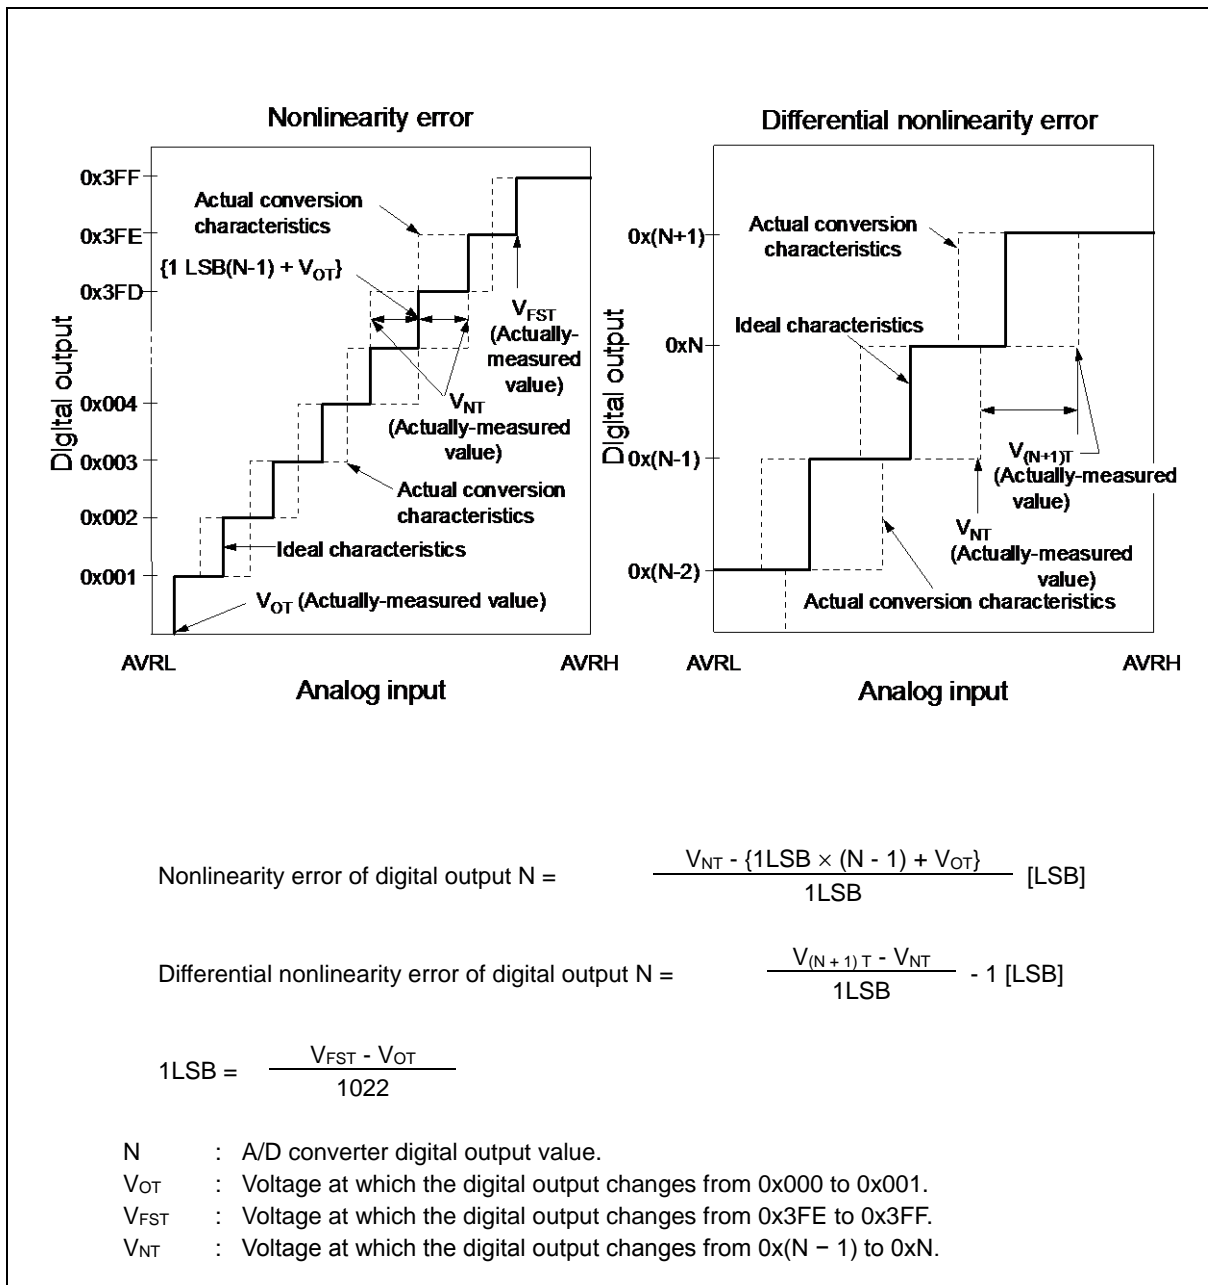 Nonlinearity error
0x3FF
0x3FE
0x3FD
0x004
0x003
0x002
0x001
Digital output
Actual conversion
characteristics
{1 LSB(N-1) + VOT}
VFST
(Actually-
measured
value)
VNT
(Actually-measured
value)
Actual conversion
characteristics
Ideal characteristics
VOT (Actually-measured value)
AVRL
AVRH
Analog input
Differential nonlinearity error
0x(N+1)
0xN
0x(N-1)
0x(N-2)
Digital output
Actual conversion
characteristics
Ideal characteristics
V(N+1)T
(Actually-measured
value)
VNT
(Actually-measured
value)
Actual conversion characteristics
AVRL
AVRH
Analog input
Nonlinearity error of digital output N = VNT - {1LSB × (N - 1) + VOT} / 1LSB [LSB]
Differential nonlinearity error of digital output N = V(N + 1) T - VNT / 1LSB - 1 [LSB]
1LSB = VFST - VOT / 1022
N : A/D converter digital output value.
VOT : Voltage at which the digital output changes from 0x000 to 0x001.
VFST : Voltage at which the digital output changes from 0x3FE to 0x3FF.
VNT : Voltage at which the digital output changes from 0x(N − 1) to 0xN.